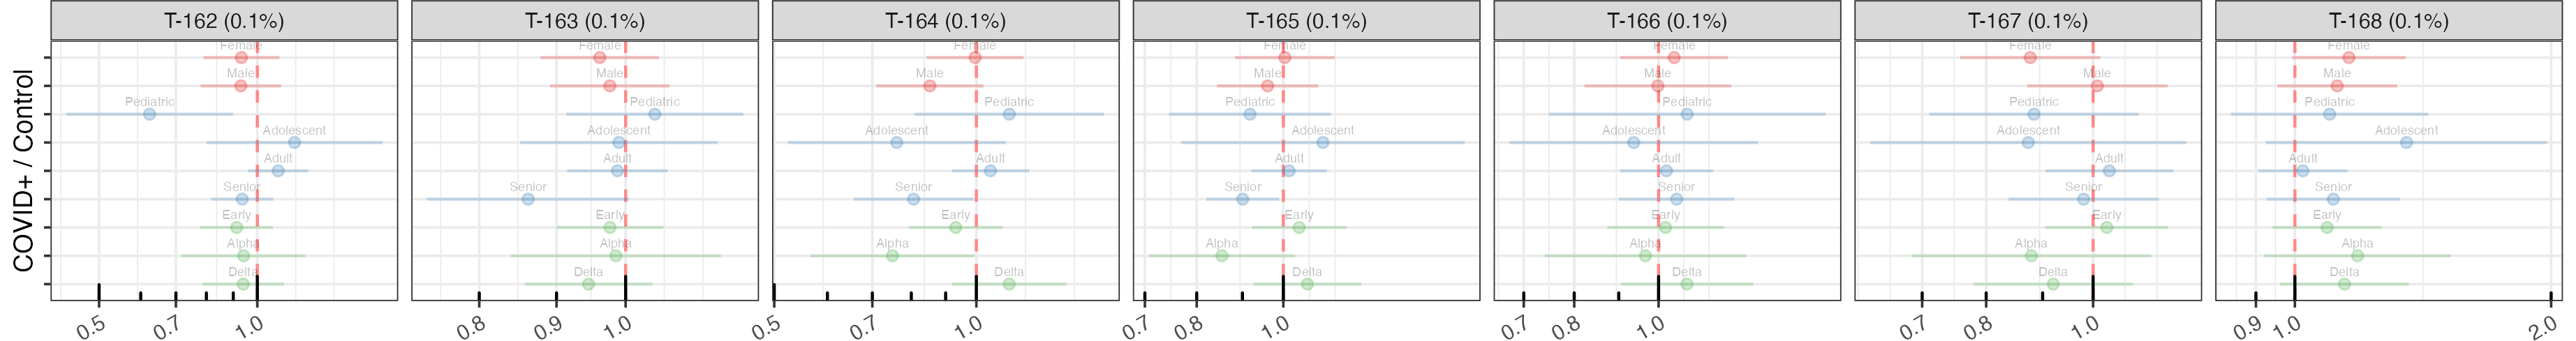 T-162 (0.1%) T-163 (0.1%) T-164 (0.1%) T-165 (0.1%) T-166 (0.1%) T-167 (0.1%) T-168 (0.1%)
COVID+ / Control
Female Female Female Female Female Female Female
Male Male Male Male Male Male Male
Pediatric Pediatric Pediatric Pediatric Pediatric Pediatric Pediatric
Adolescent Adolescent Adolescent Adolescent Adolescent Adolescent Adolescent
Adult Adult Adult Adult Adult Adult Adult
Senior Senior Senior Senior Senior Senior Senior
Early Early Early Early Early Early Early
Alpha Alpha Alpha Alpha Alpha Alpha Alpha
Delta Delta Delta Delta Delta Delta Delta
0.5 0.7 1.0 0.8 0.9 1.0 0.5 0.7 1.0 0.7 0.8 1.0 0.7 0.8 1.0 0.7 0.8 1.0 0.9 1.0 2.0